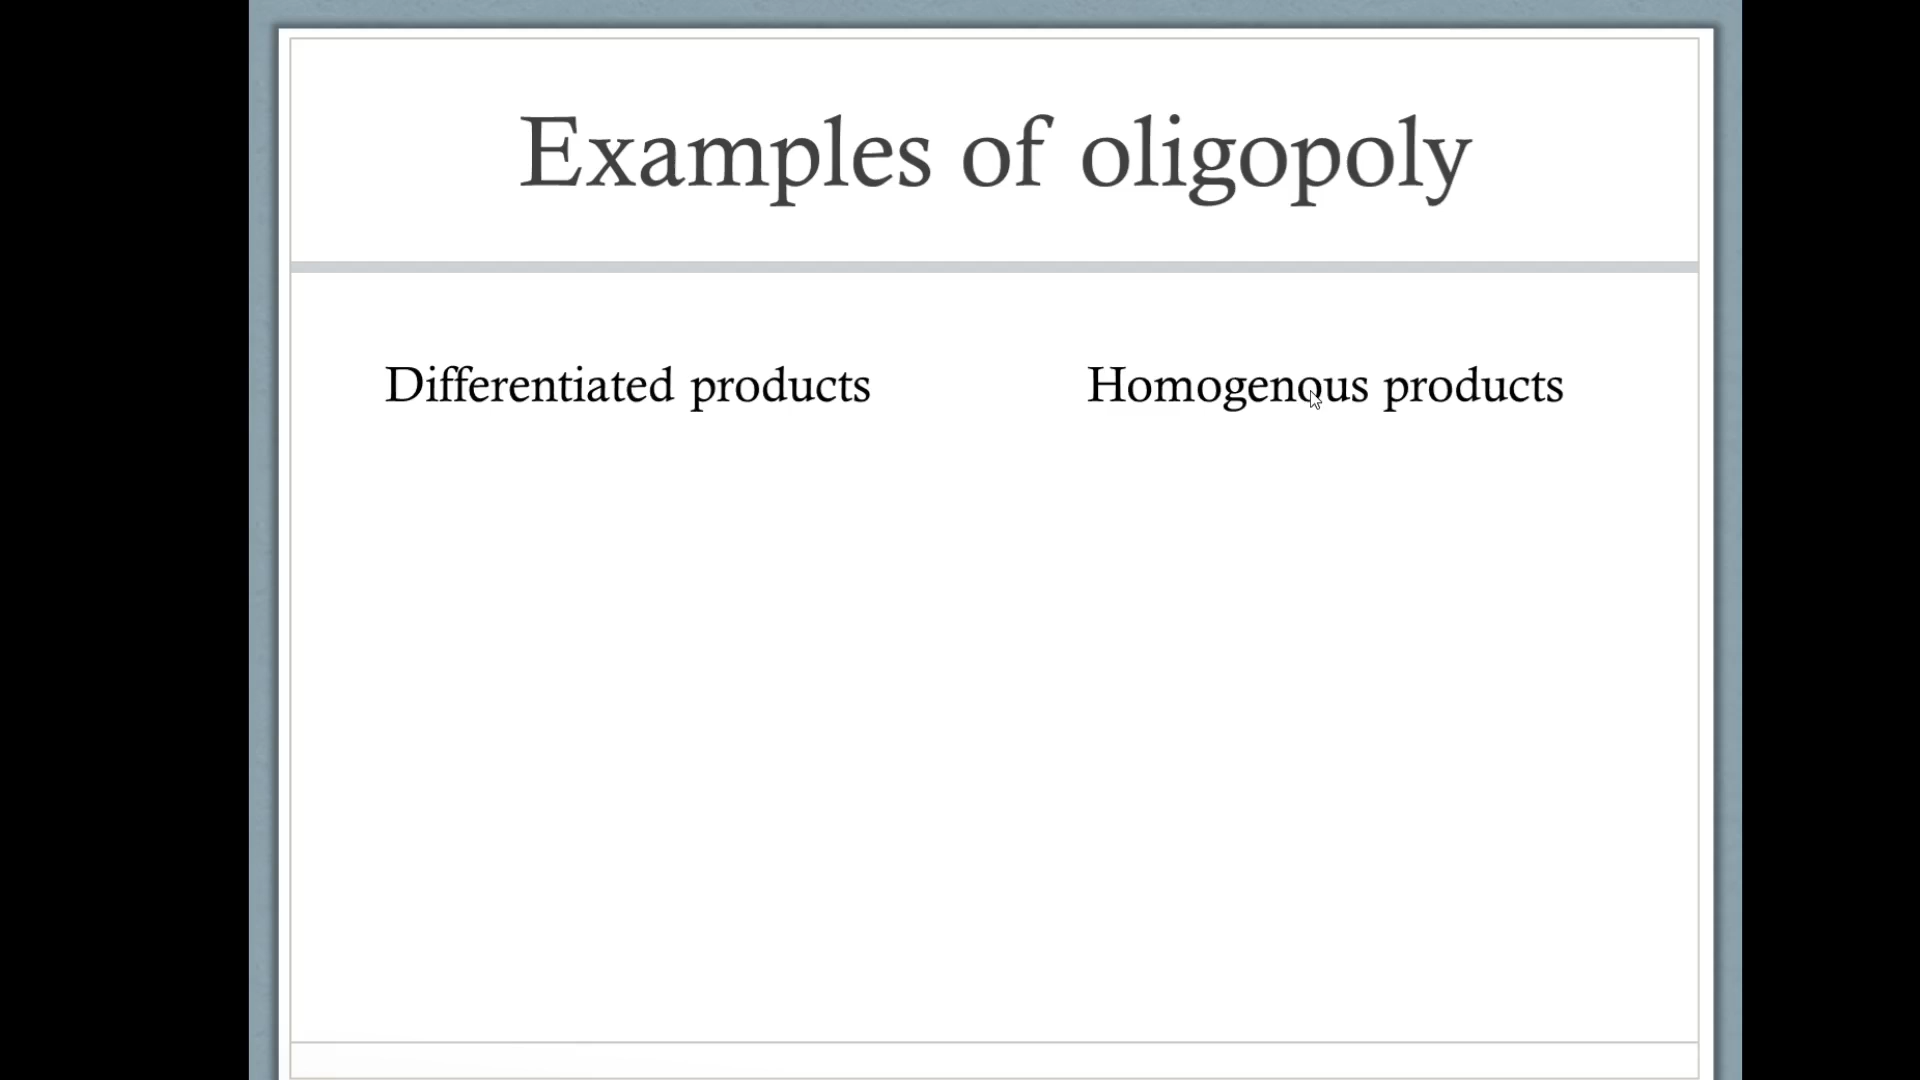 Examples of oligopoly
Differentiated products
Homogenous products